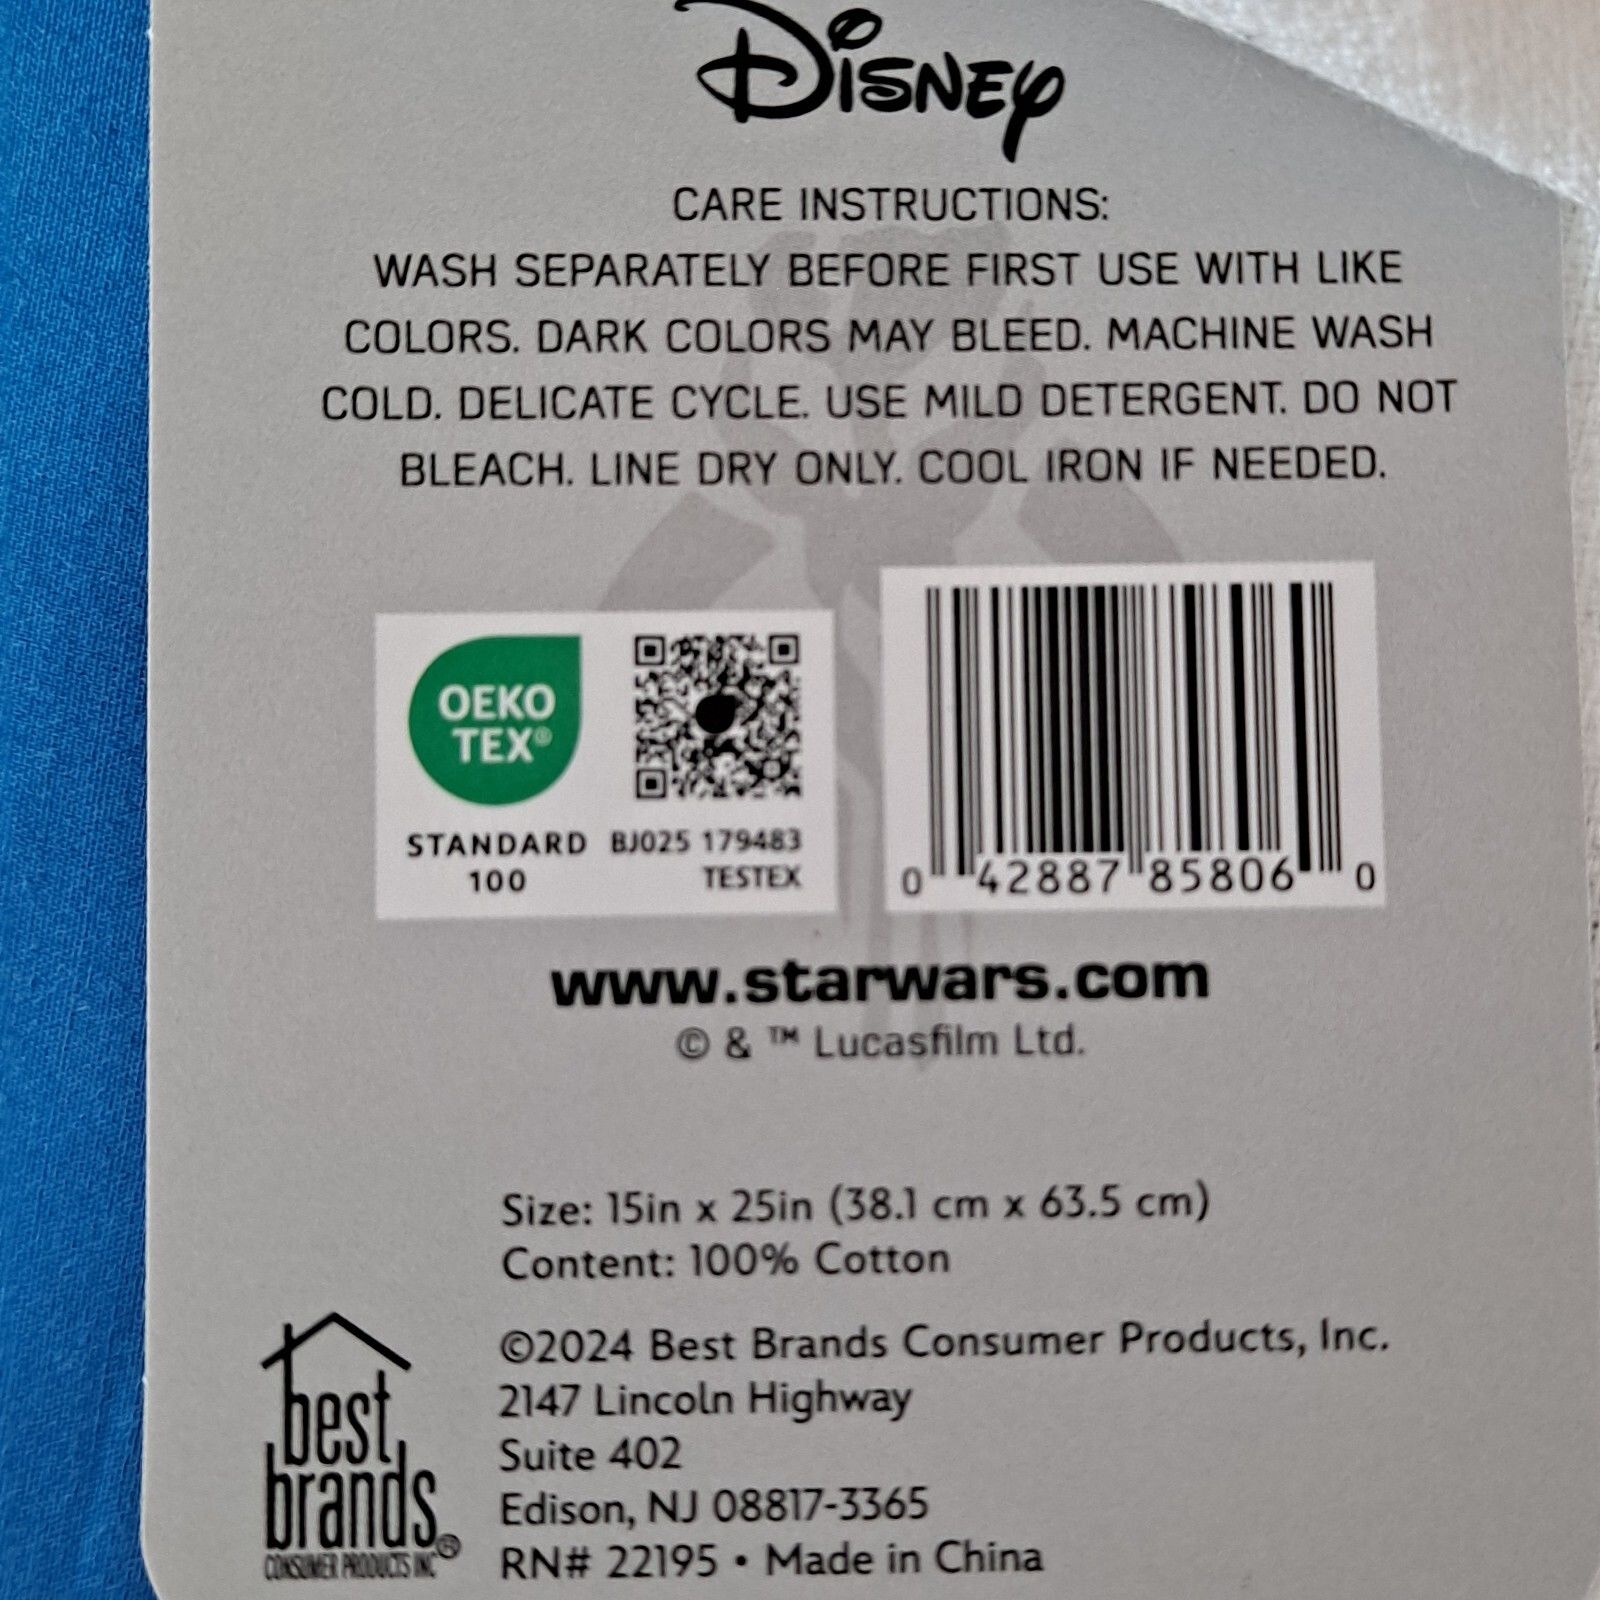 Disney
CARE INSTRUCTIONS:
WASH SEPARATELY BEFORE FIRST USE WITH LIKE
COLORS. DARK COLORS MAY BLEED. MACHINE WASH
COLD. DELICATE CYCLE. USE MILD DETERGENT. DO NOT
BLEACH. LINE DRY ONLY. COOL IRON IF NEEDED.
OEKO
TEX®
STANDARD
100
BJ025 179483
TESTEX
0 42887 85806 0
www.starwars.com
© & ™ Lucasfilm Ltd.
Size: 15in x 25in (38.1 cm x 63.5 cm)
Content: 100% Cotton
best
brands®
CONSUMER PRODUCTS INC
©2024 Best Brands Consumer Products, Inc.
2147 Lincoln Highway
Suite 402
Edison, NJ 08817-3365
RN# 22195 • Made in China